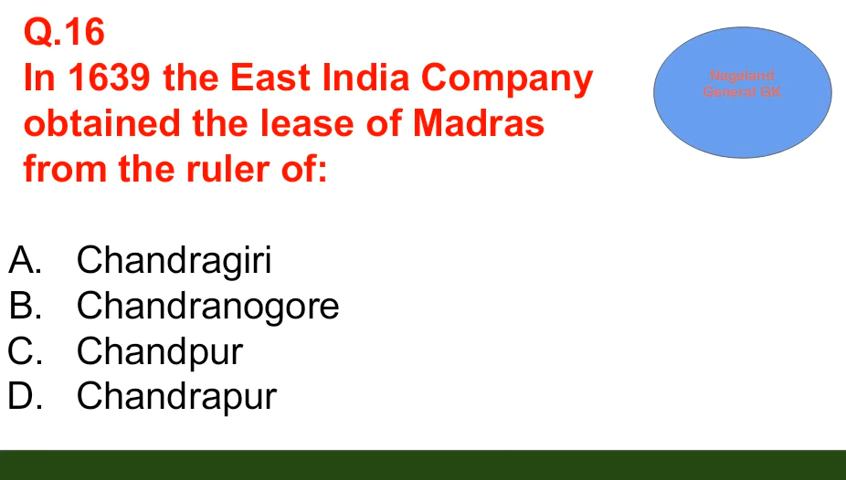 Q.16
In 1639 the East India Company
obtained the lease of Madras
from the ruler of:
Nagaland
General GK
A. Chandragiri
B. Chandranogore
C. Chandpur
D. Chandrapur